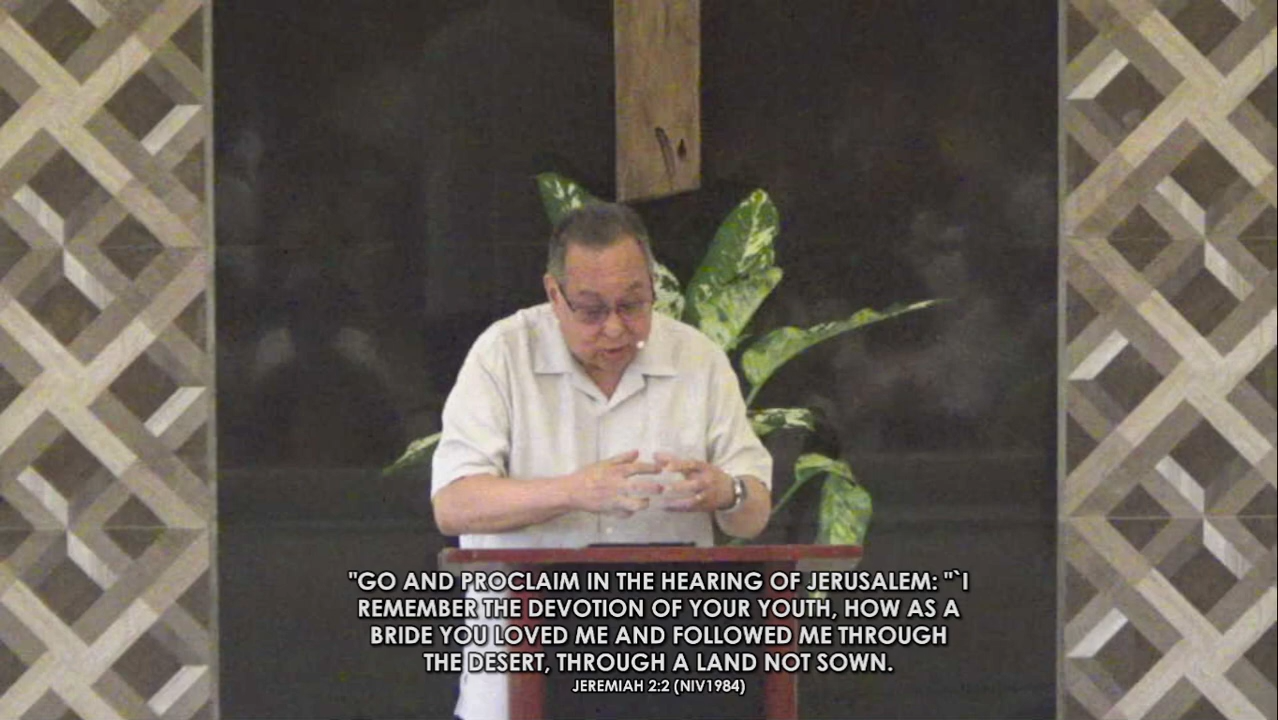 "GO AND PROCLAIM IN THE HEARING OF JERUSALEM: "`I
REMEMBER THE DEVOTION OF YOUR YOUTH, HOW AS A
BRIDE YOU LOVED ME AND FOLLOWED ME THROUGH
THE DESERT, THROUGH A LAND NOT SOWN.
JEREMIAH 2:2 (NIV1984)